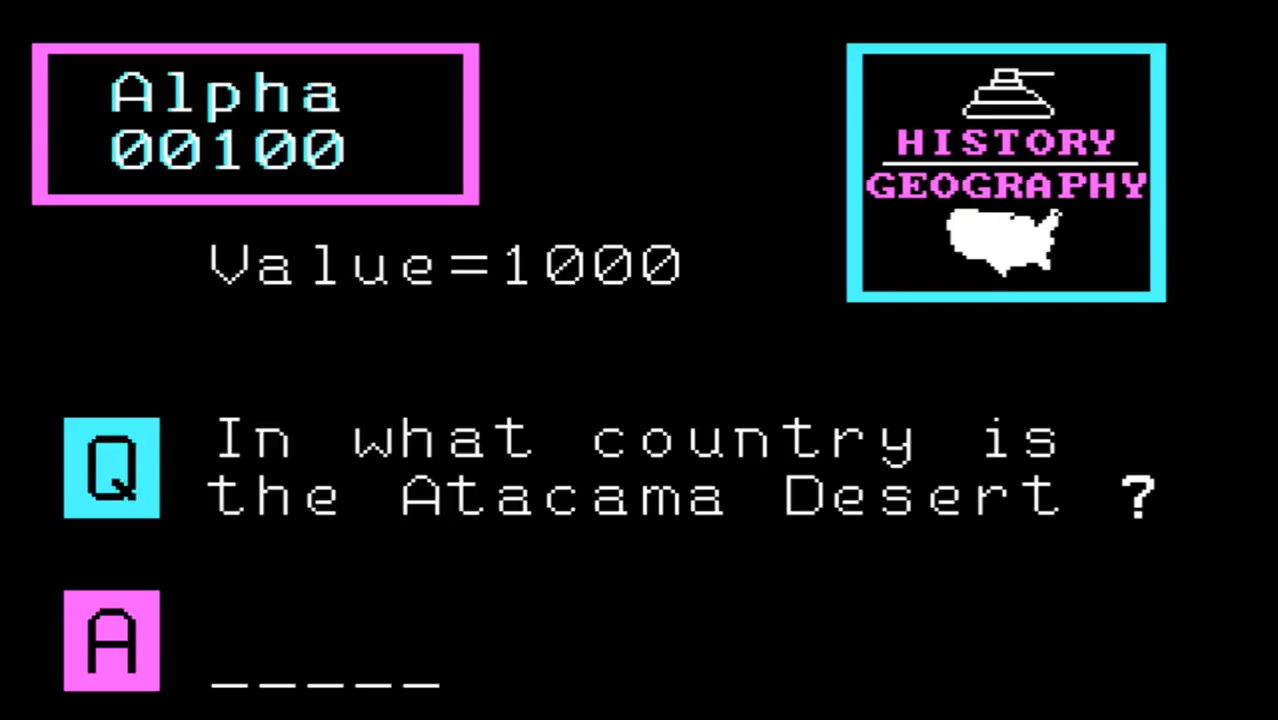 Alpha
00100
HISTORY
GEOGRAPHY
Value=1000
Q
In what country is
the Atacama Desert ?
A
_____